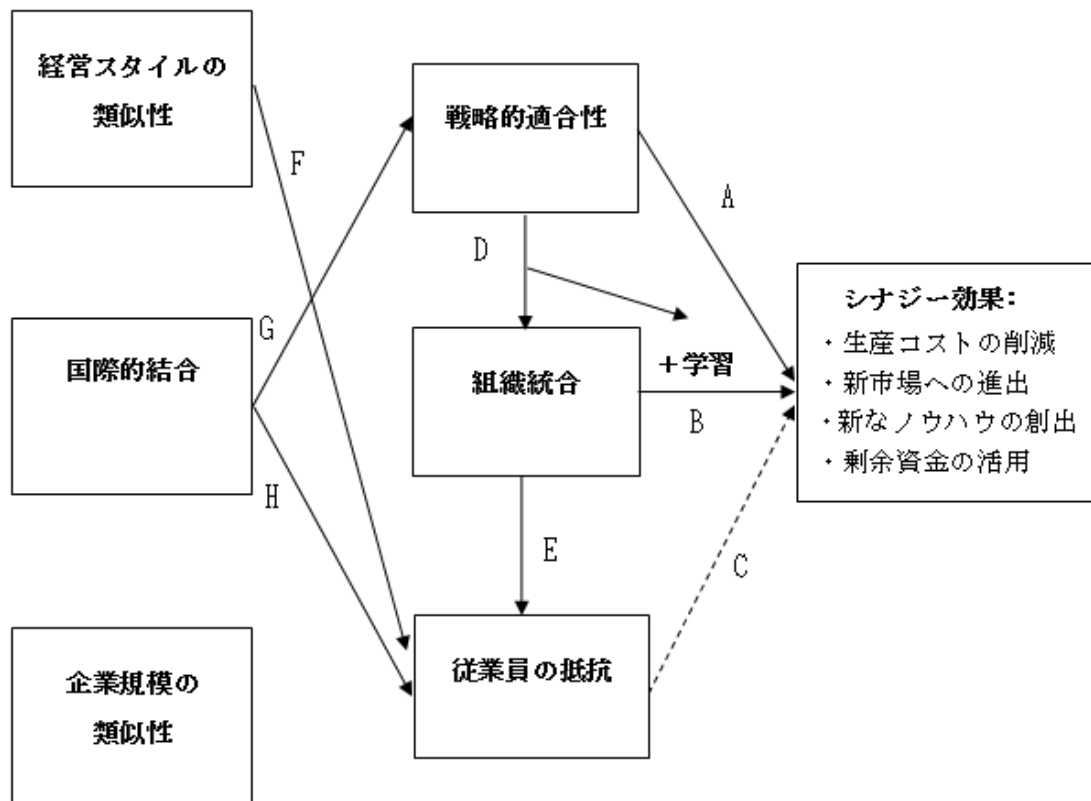 経営スタイルの
類似性
戦略的適合性
F
A
D
シナジー効果:
・生産コストの削減
・新市場への進出
・新なノウハウの創出
・剰余資金の活用
G
国際的結合
組織統合
＋学習
B
H
E
C
企業規模の
類似性
従業員の抵抗